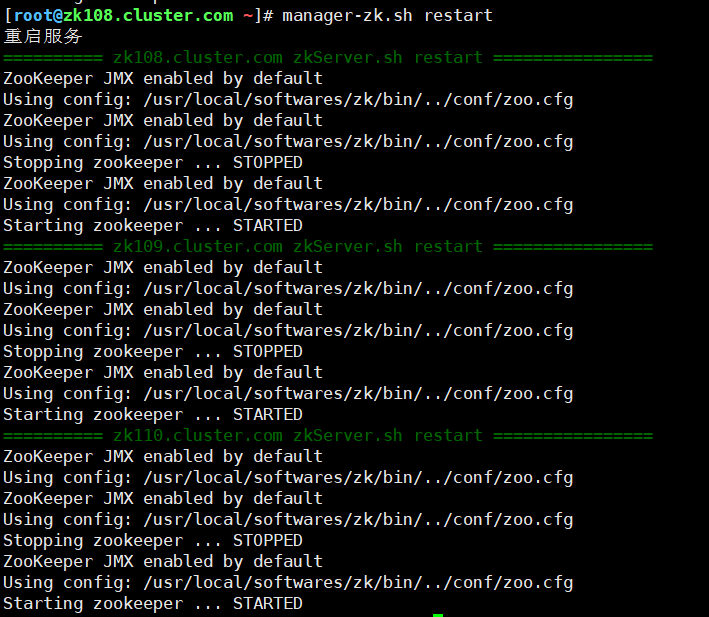 [root@zk108.cluster.com ~]# manager-zk.sh restart
重启服务
========== zk108.cluster.com zkServer.sh restart ================
ZooKeeper JMX enabled by default
Using config: /usr/local/softwares/zk/bin/../conf/zoo.cfg
ZooKeeper JMX enabled by default
Using config: /usr/local/softwares/zk/bin/../conf/zoo.cfg
Stopping zookeeper ... STOPPED
ZooKeeper JMX enabled by default
Using config: /usr/local/softwares/zk/bin/../conf/zoo.cfg
Starting zookeeper ... STARTED
========== zk109.cluster.com zkServer.sh restart ================
ZooKeeper JMX enabled by default
Using config: /usr/local/softwares/zk/bin/../conf/zoo.cfg
ZooKeeper JMX enabled by default
Using config: /usr/local/softwares/zk/bin/../conf/zoo.cfg
Stopping zookeeper ... STOPPED
ZooKeeper JMX enabled by default
Using config: /usr/local/softwares/zk/bin/../conf/zoo.cfg
Starting zookeeper ... STARTED
========== zk110.cluster.com zkServer.sh restart ================
ZooKeeper JMX enabled by default
Using config: /usr/local/softwares/zk/bin/../conf/zoo.cfg
ZooKeeper JMX enabled by default
Using config: /usr/local/softwares/zk/bin/../conf/zoo.cfg
Stopping zookeeper ... STOPPED
ZooKeeper JMX enabled by default
Using config: /usr/local/softwares/zk/bin/../conf/zoo.cfg
Starting zookeeper ... STARTED